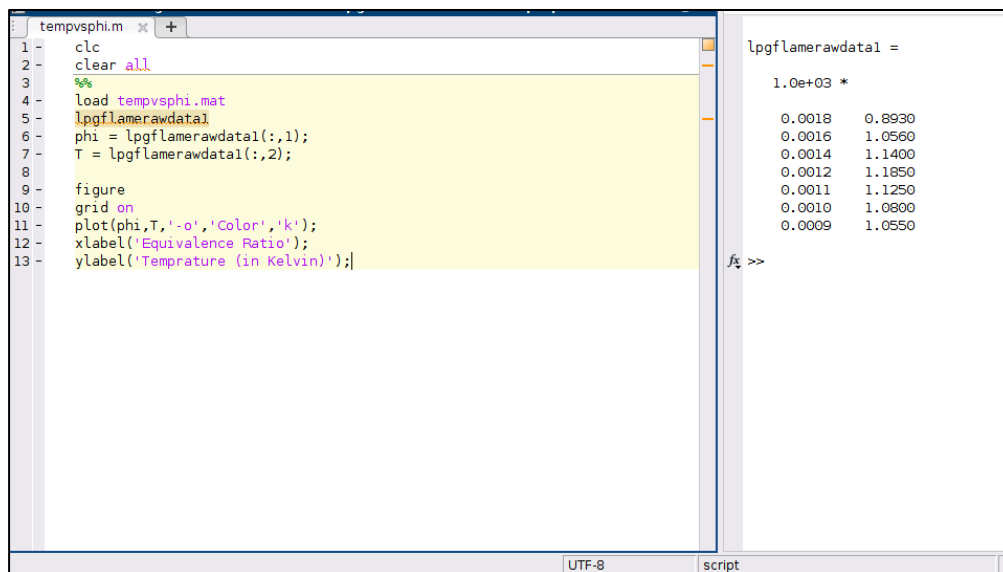 tempvsphi.m × +
1 - clc
2 - clear all
3 %%
4 - load tempvsphi.mat
5 - lpgflamerawdata1
6 - phi = lpgflamerawdata1(:,1);
7 - T = lpgflamerawdata1(:,2);
8
9 - figure
10 - grid on
11 - plot(phi,T,'-o','Color','k');
12 - xlabel('Equivalence Ratio');
13 - ylabel('Temprature (in Kelvin)');
lpgflamerawdata1 =
1.0e+03 *
0.0018 0.8930
0.0016 1.0560
0.0014 1.1400
0.0012 1.1850
0.0011 1.1250
0.0010 1.0800
0.0009 1.0550
fx >>
UTF-8 script